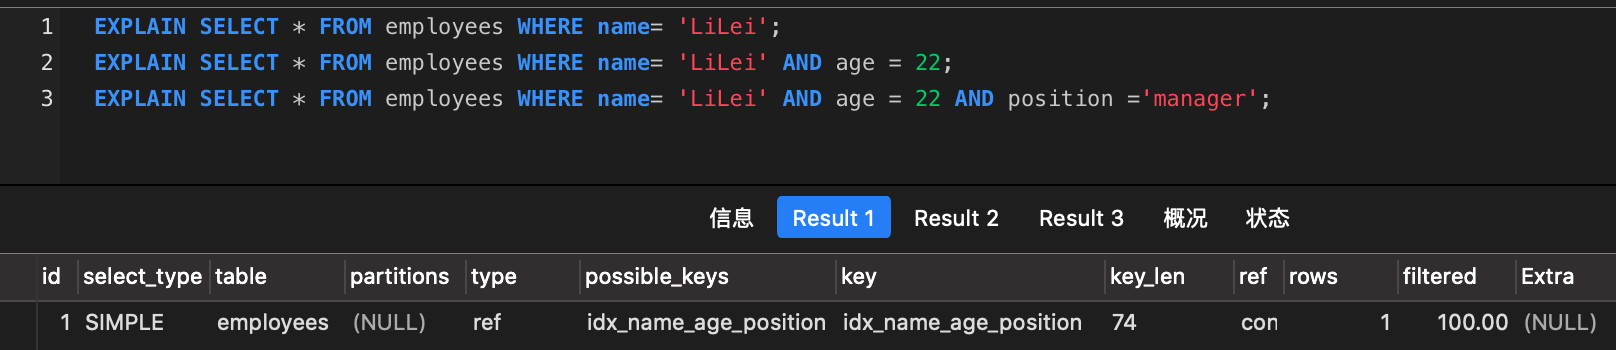 1 EXPLAIN SELECT * FROM employees WHERE name= 'LiLei';
2 EXPLAIN SELECT * FROM employees WHERE name= 'LiLei' AND age = 22;
3 EXPLAIN SELECT * FROM employees WHERE name= 'LiLei' AND age = 22 AND position ='manager';
信息 Result 1 Result 2 Result 3 概况 状态
id select_type table partitions type possible_keys key key_len ref rows filtered Extra
1 SIMPLE employees (NULL) ref idx_name_age_position idx_name_age_position 74 con 1 100.00 (NULL)